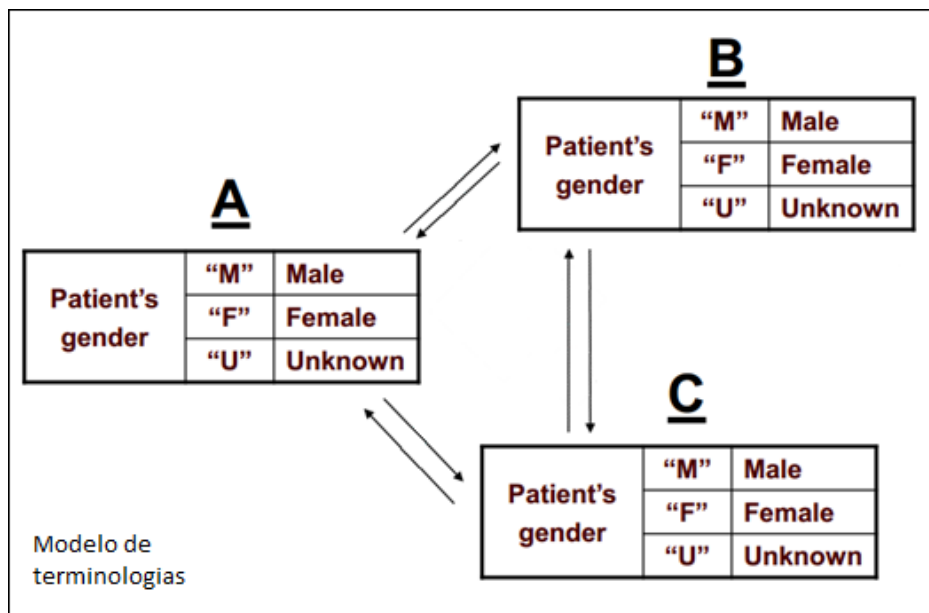 B
Patient's gender
“M” Male
“F” Female
“U” Unknown
A
Patient's gender
“M” Male
“F” Female
“U” Unknown
C
Patient's gender
“M” Male
“F” Female
“U” Unknown
Modelo de
terminologias